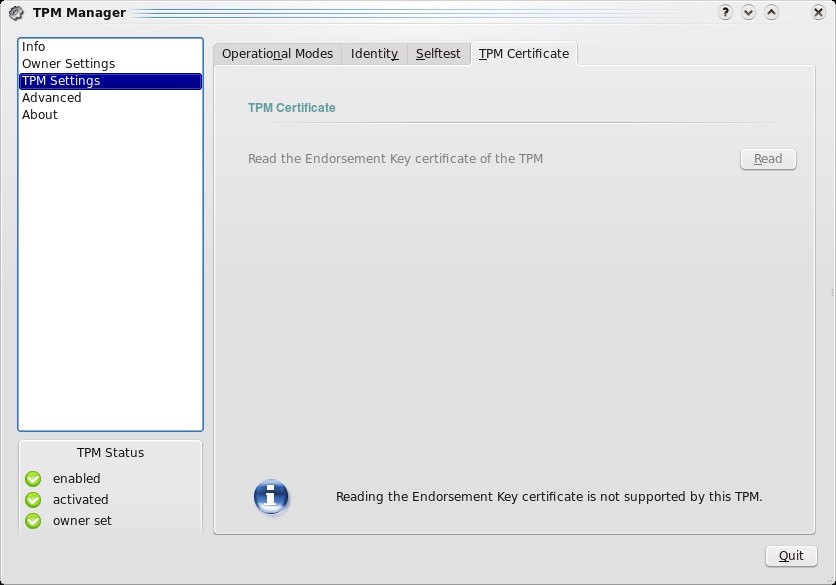 TPM Manager
?
Info
Owner Settings
TPM Settings
Advanced
About
Operational Modes
Identity
Selftest
TPM Certificate
TPM Certificate
Read the Endorsement Key certificate of the TPM
Read
TPM Status
enabled
activated
owner set
Reading the Endorsement Key certificate is not supported by this TPM.
Quit